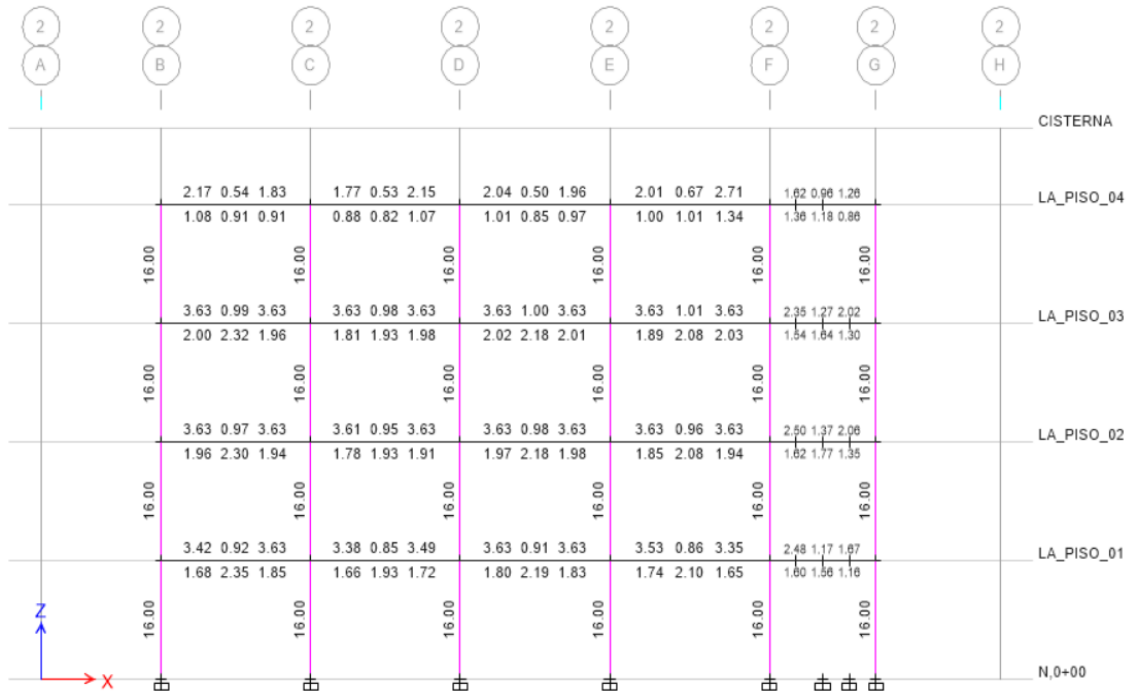 2 2 2 2 2 2 2 2
A B C D E F G H
CISTERNA
2.17 0.54 1.83 1.77 0.53 2.15 2.04 0.50 1.96 2.01 0.67 2.71 1.62 0.96 1.26
LA_PISO_04
1.08 0.91 0.91 0.88 0.82 1.07 1.01 0.85 0.97 1.00 1.01 1.34 1.36 1.18 0.86
16.00 16.00 16.00 16.00 16.00 16.00
3.63 0.99 3.63 3.63 0.98 3.63 3.63 1.00 3.63 3.63 1.01 3.63 2.35 1.27 2.02
LA_PISO_03
2.00 2.32 1.96 1.81 1.93 1.98 2.02 2.18 2.01 1.89 2.08 2.03 1.54 1.64 1.30
16.00 16.00 16.00 16.00 16.00 16.00
3.63 0.97 3.63 3.61 0.95 3.63 3.63 0.98 3.63 3.63 0.96 3.63 2.50 1.37 2.06
LA_PISO_02
1.96 2.30 1.94 1.78 1.93 1.91 1.97 2.18 1.98 1.85 2.08 1.94 1.62 1.77 1.35
16.00 16.00 16.00 16.00 16.00 16.00
3.42 0.92 3.63 3.38 0.85 3.49 3.63 0.91 3.63 3.53 0.86 3.35 2.48 1.17 1.67
LA_PISO_01
1.68 2.35 1.85 1.66 1.93 1.72 1.80 2.19 1.83 1.74 2.10 1.65 1.60 1.56 1.16
Z
16.00 16.00 16.00 16.00 16.00 16.00
X
N,0+00